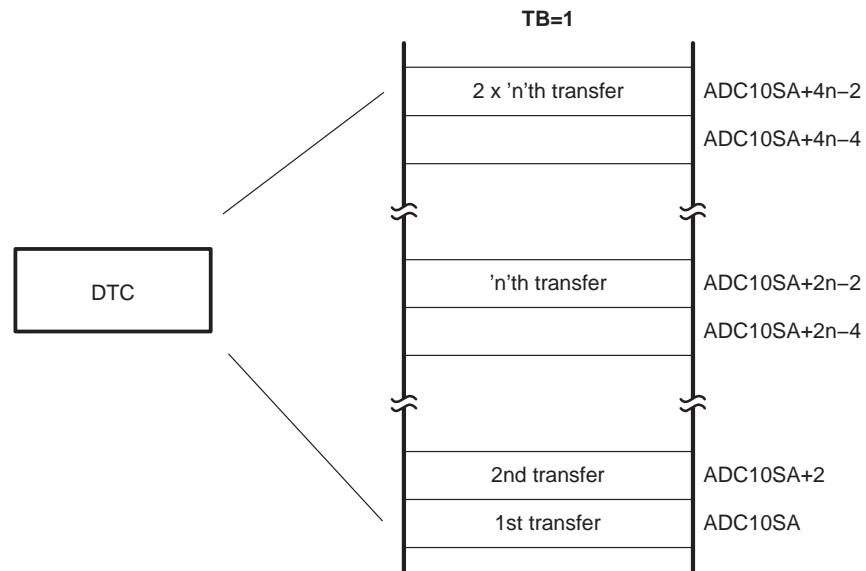 TB=1
2 x ’n’th transfer ADC10SA+4n−2
ADC10SA+4n−4
DTC
’n’th transfer ADC10SA+2n−2
ADC10SA+2n−4
2nd transfer ADC10SA+2
1st transfer ADC10SA